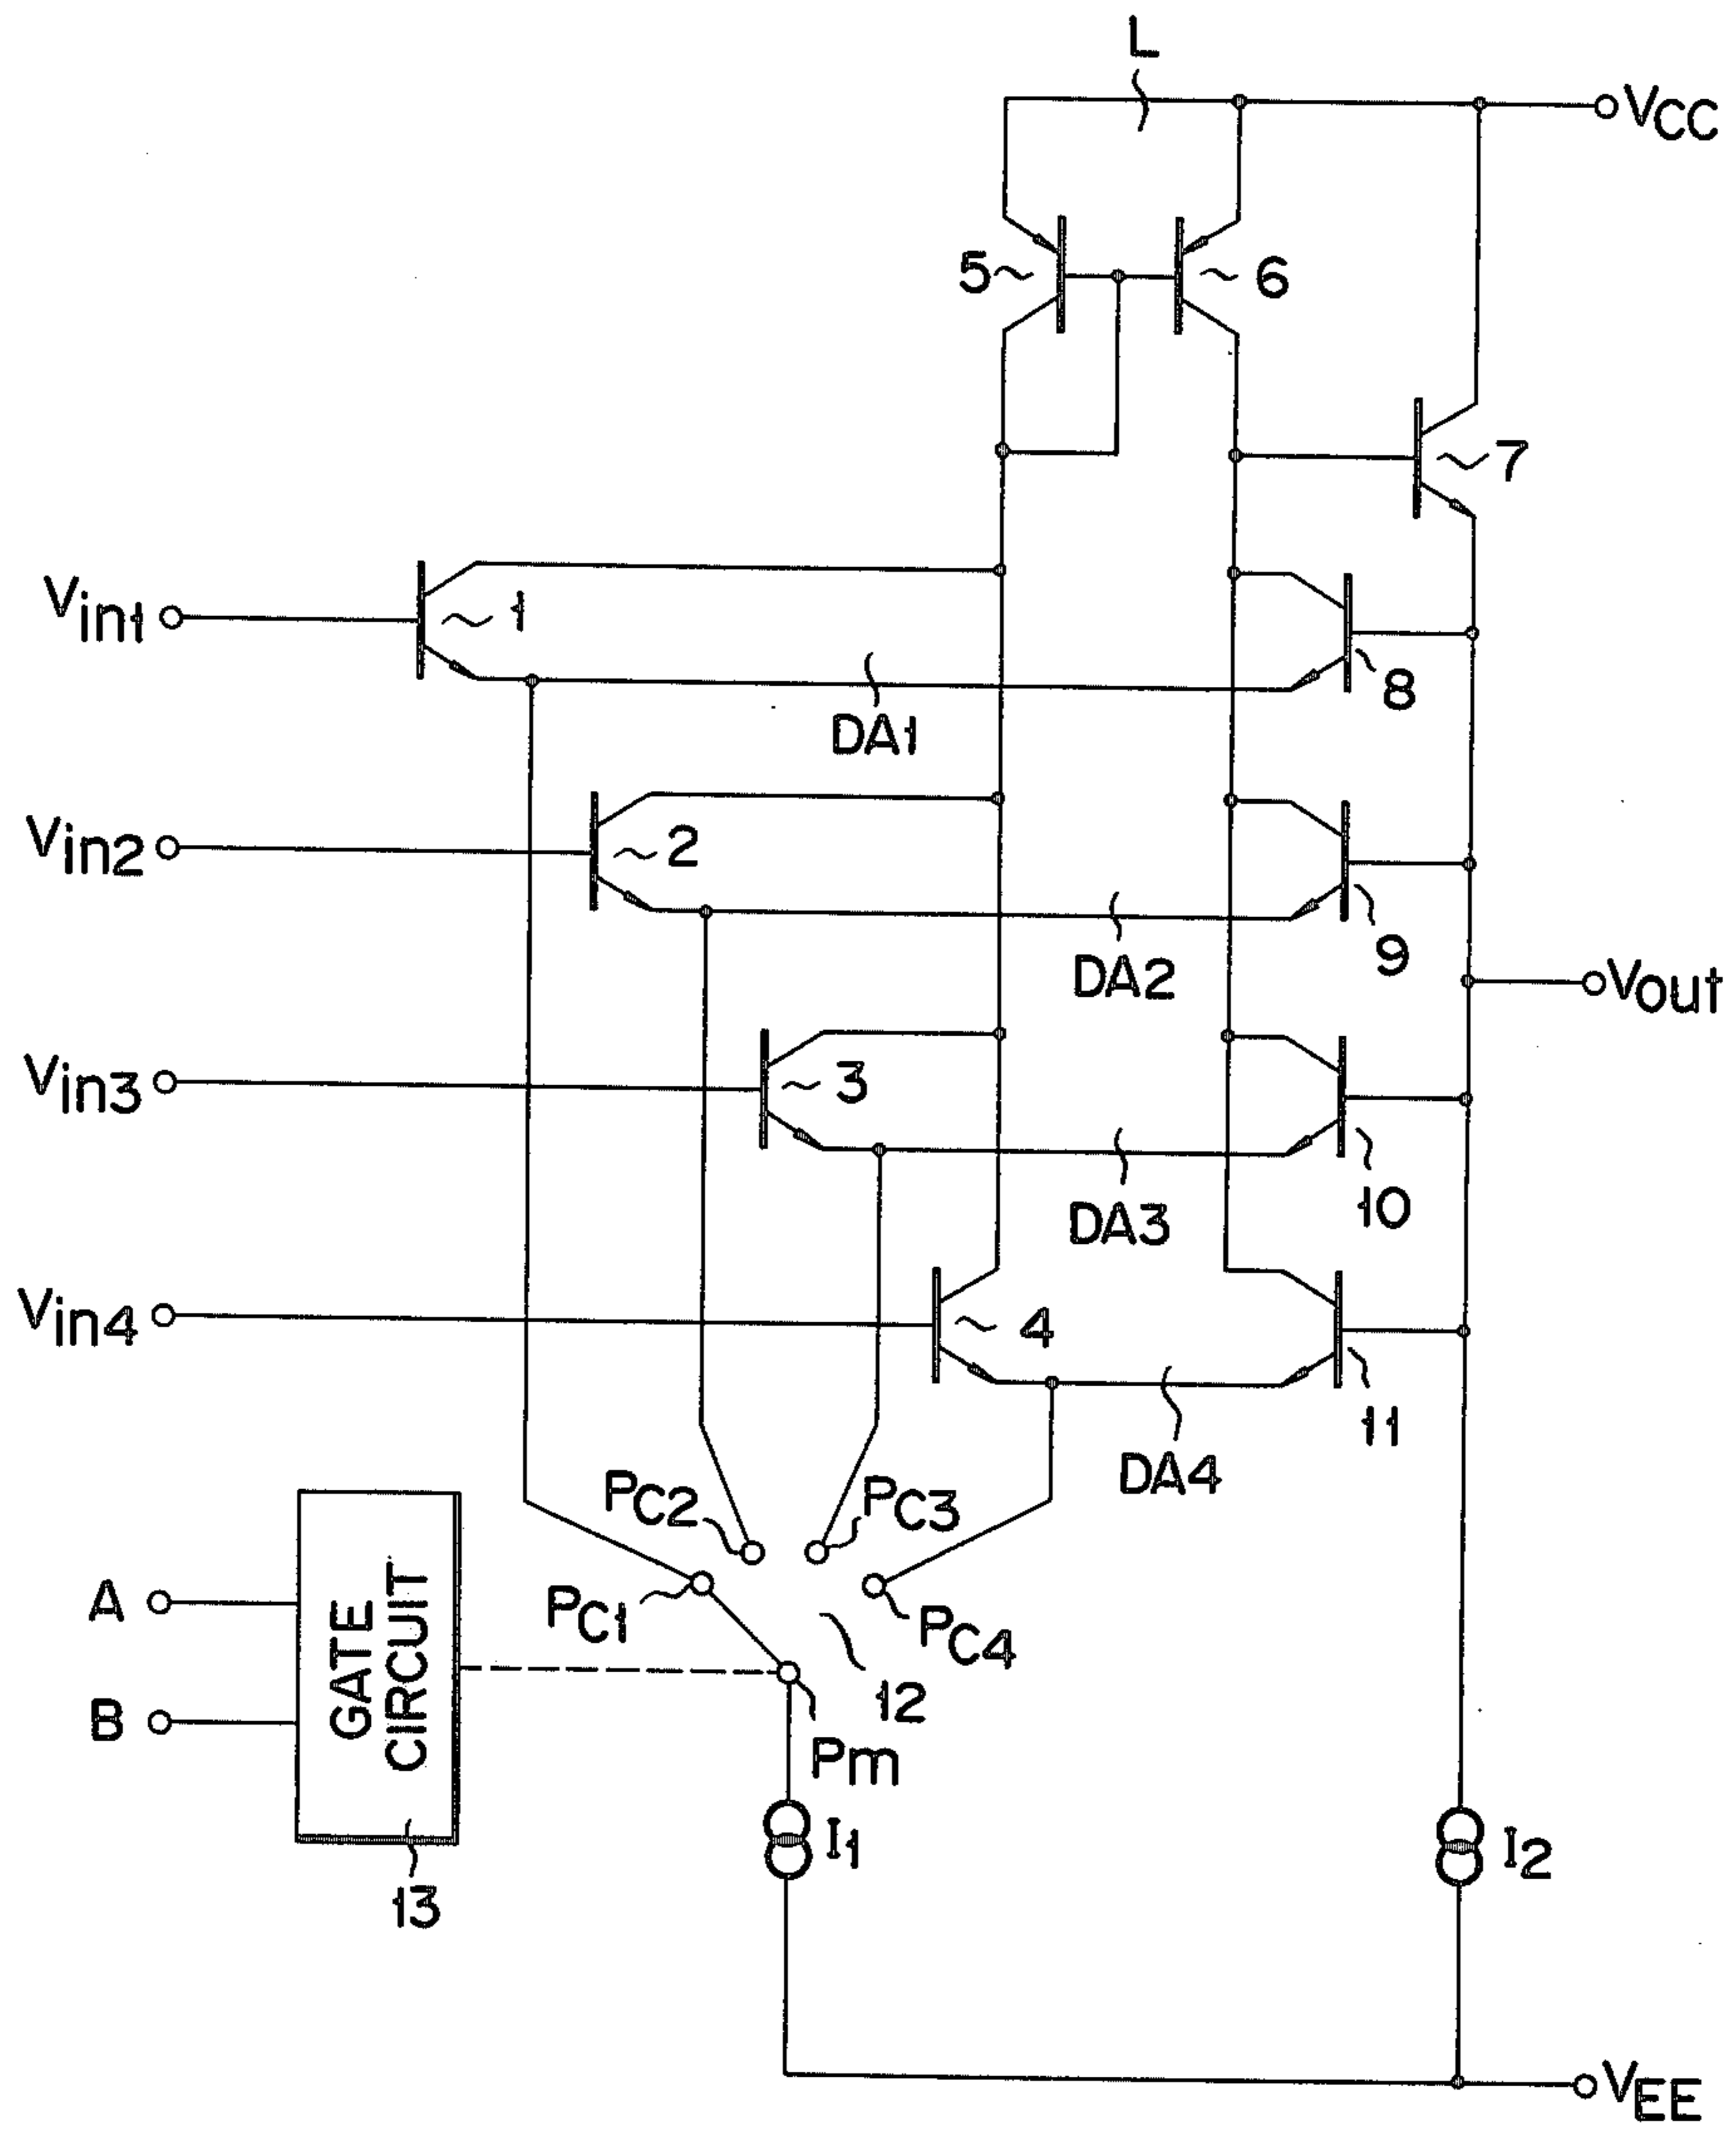 L
VCC
5
6
7
Vin1
1
8
DA1
Vin2
2
9
DA2
Vout
Vin3
3
10
DA3
Vin4
4
11
DA4
PC2
PC3
PC1
PC4
A
B
GATE
CIRCUIT
12
Pm
I1
I2
13
VEE